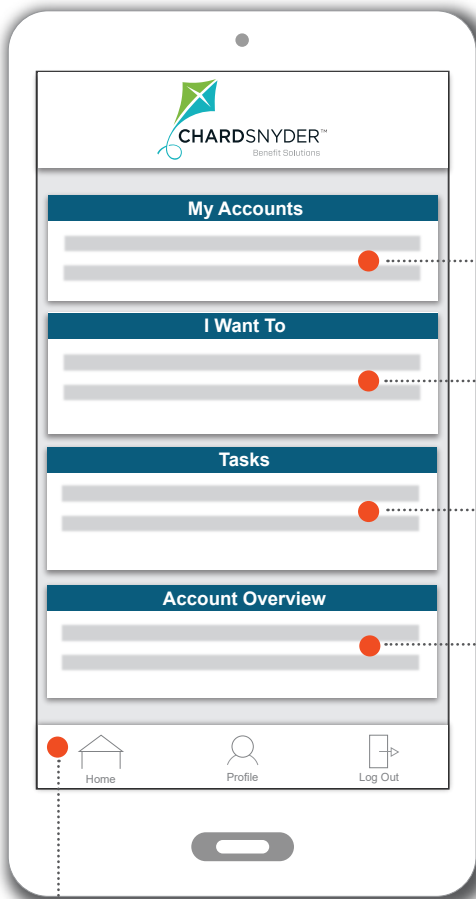 CHARDSNYDER™
Benefit Solutions
My Accounts
I Want To
Tasks
Account Overview
Home
Profile
Log Out